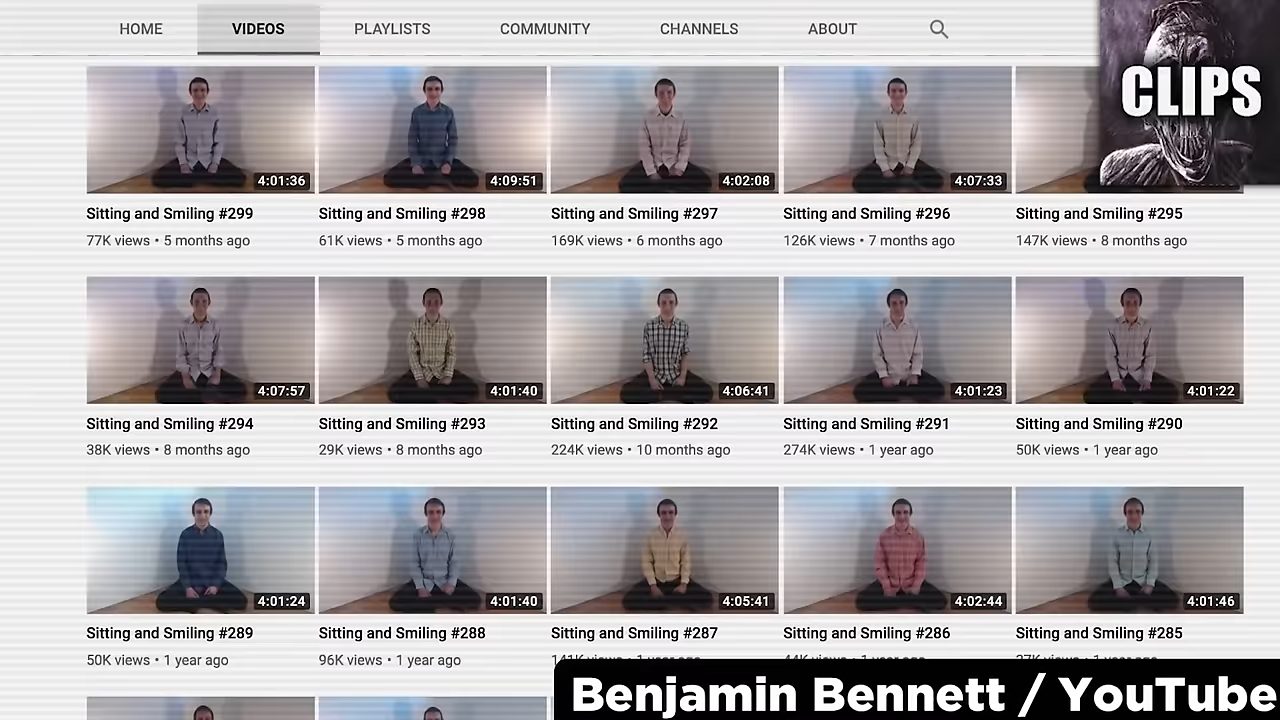 HOME VIDEOS PLAYLISTS COMMUNITY CHANNELS ABOUT
CLIPS
4:01:36 4:09:51 4:02:08 4:07:33
Sitting and Smiling #299 Sitting and Smiling #298 Sitting and Smiling #297 Sitting and Smiling #296 Sitting and Smiling #295
77K views • 5 months ago 61K views • 5 months ago 169K views • 6 months ago 126K views • 7 months ago 147K views • 8 months ago
4:07:57 4:01:40 4:06:41 4:01:23 4:01:22
Sitting and Smiling #294 Sitting and Smiling #293 Sitting and Smiling #292 Sitting and Smiling #291 Sitting and Smiling #290
38K views • 8 months ago 29K views • 8 months ago 224K views • 10 months ago 274K views • 1 year ago 50K views • 1 year ago
4:01:24 4:01:40 4:05:41 4:02:44 4:01:46
Sitting and Smiling #289 Sitting and Smiling #288 Sitting and Smiling #287 Sitting and Smiling #286 Sitting and Smiling #285
50K views • 1 year ago 96K views • 1 year ago
Benjamin Bennett / YouTube